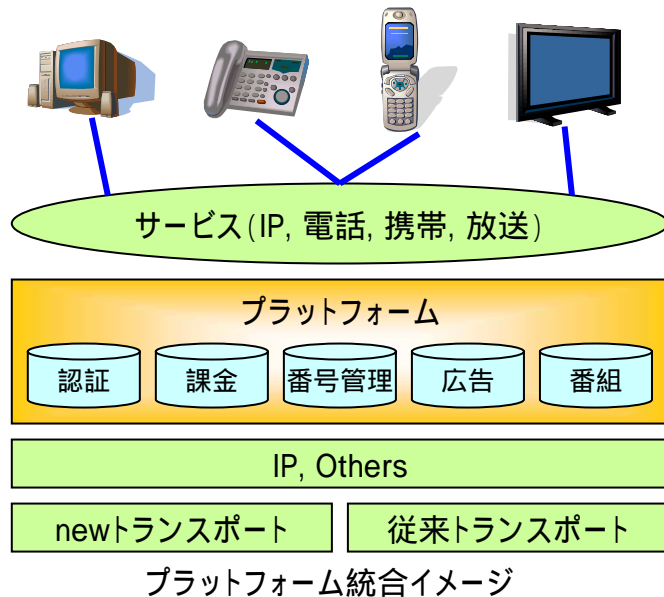 サービス(IP, 電話, 携帯, 放送)
プラットフォーム
認証 課金 番号管理 広告 番組
IP, Others
newトランスポート 従来トランスポート
プラットフォーム統合イメージ